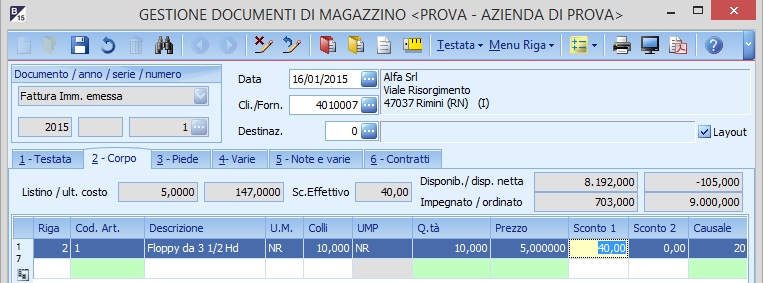 B 15 GESTIONE DOCUMENTI DI MAGAZZINO <PROVA - AZIENDA DI PROVA>
Testata Menu Riga
Documento / anno / serie / numero
Fattura Imm. emessa
2015 1
Data 16/01/2015
Cli./Forn. 4010007
Destinaz. 0
Alfa Srl
Viale Risorgimento
47037 Rimini (RN) (I)
Layout
1 - Testata 2 - Corpo 3 - Piede 4 - Varie 5 - Note e varie 6 - Contratti
Listino / ult. costo 5,0000 147,0000 Sc.Effettivo 40,00
Disponib./ disp. netta 8.192,000 -105,000
Impegnato / ordinato 703,000 9.000,000
Riga Cod. Art. Descrizione U.M. Colli UMP Q.tà Prezzo Sconto 1 Sconto 2 Causale
1 7
2 1 Floppy da 3 1/2 Hd NR 10,000 NR 10,000 5,000000 40,00 0,00 20